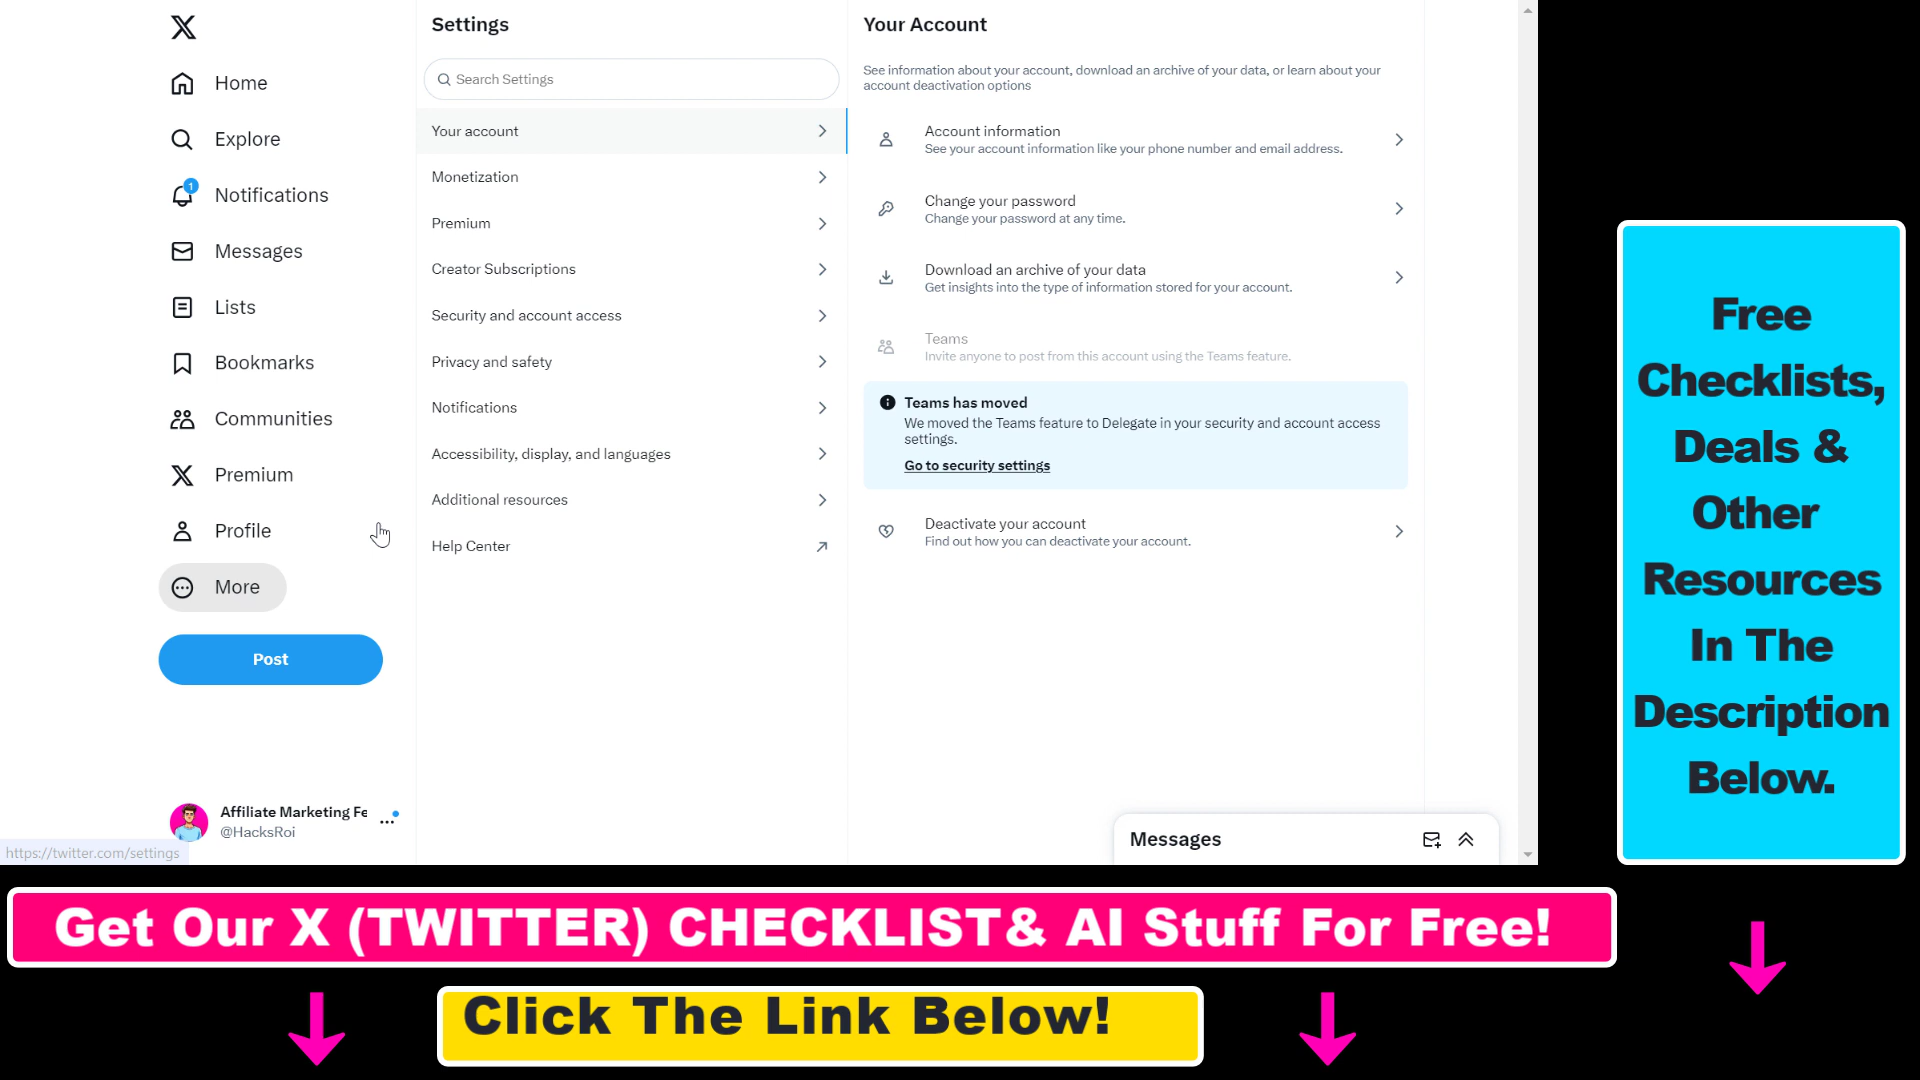 Home
Explore
1
Notifications
Messages
Lists
Bookmarks
Communities
Premium
Profile
More
Post
Affiliate Marketing Fe
@HacksRoi
https://twitter.com/settings
Settings
Search Settings
Your account
Monetization
Premium
Creator Subscriptions
Security and account access
Privacy and safety
Notifications
Accessibility, display, and languages
Additional resources
Help Center
Your Account
See information about your account, download an archive of your data, or learn about your
account deactivation options
Account information
See your account information like your phone number and email address.
Change your password
Change your password at any time.
Download an archive of your data
Get insights into the type of information stored for your account.
Teams
Invite anyone to post from this account using the Teams feature.
Teams has moved
We moved the Teams feature to Delegate in your security and account access
settings.
Go to security settings
Deactivate your account
Find out how you can deactivate your account.
Messages
Free
Checklists,
Deals &
Other
Resources
In The
Description
Below.
Get Our X (TWITTER) CHECKLIST& AI Stuff For Free!
Click The Link Below!